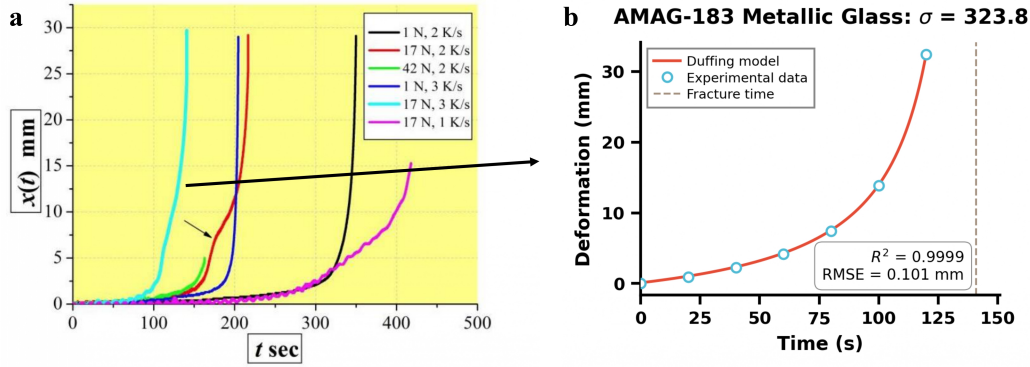 a
x(t) mm
30
25
20
15
10
5
0
0 100 200 300 400 500
t sec
1 N, 2 K/s
17 N, 2 K/s
42 N, 2 K/s
1 N, 3 K/s
17 N, 3 K/s
17 N, 1 K/s
b
AMAG-183 Metallic Glass: σ = 323.8
Deformation (mm)
30
20
10
0
0 25 50 75 100 125 150
Time (s)
Duffing model
Experimental data
Fracture time
R² = 0.9999
RMSE = 0.101 mm